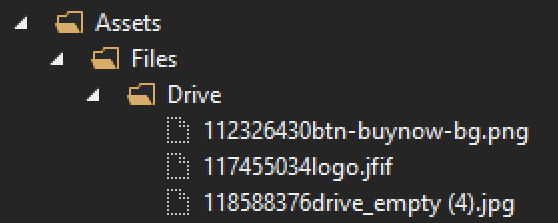 Assets
Files
Drive
112326430btn-buynow-bg.png
117455034logo.jfif
118588376drive_empty (4).jpg